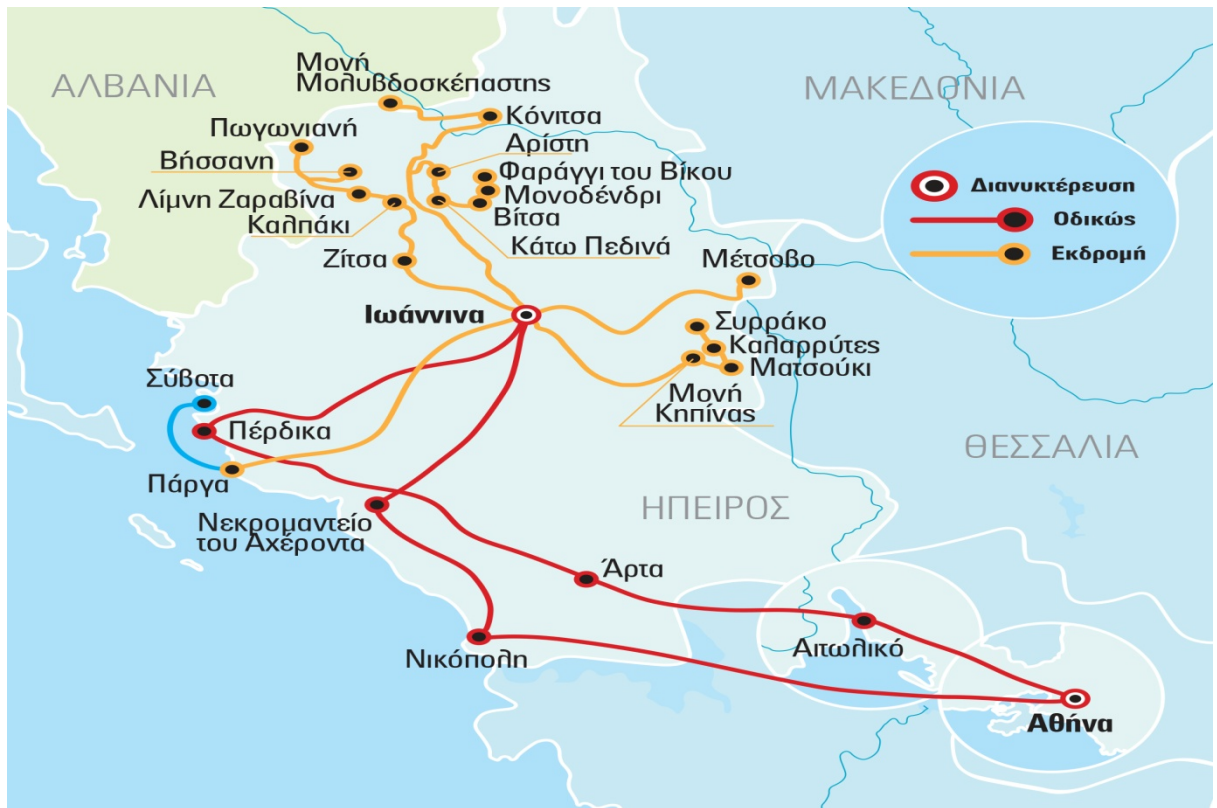 ΑΛΒΑΝΙΑ
ΜΑΚΕΔΟΝΙΑ
Μονή
Μολυβδοσκέπαστης
Κόνιτσα
Πωγωνιανή
Αρίστη
Βήσσανη
Φαράγγι του Βίκου
Μονοδένδρι
Λίμνη Ζαραβίνα
Βίτσα
Καλπάκι
Κάτω Πεδινά
Ζίτσα
Μέτσοβο
Διανυκτέρευση
Οδικώς
Εκδρομή
Ιωάννινα
Συρράκο
Καλαρρύτες
Ματσούκι
Μονή
Κηπίνας
Σύβοτα
Πέρδικα
Πάργα
ΘΕΣΣΑΛΙΑ
ΗΠΕΙΡΟΣ
Νεκρομαντείο
του Αχέροντα
Άρτα
Νικόπολη
Αιτωλικό
Αθήνα